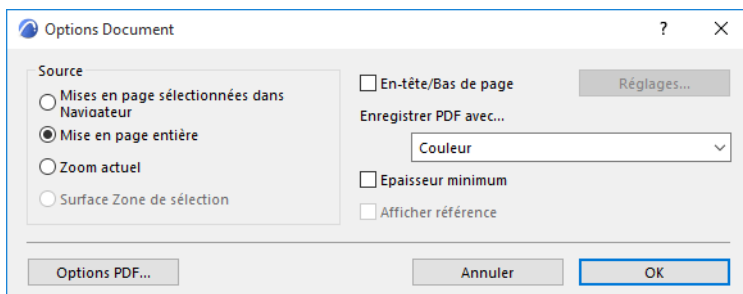 Options Document
?
Source
Mises en page sélectionnées dans
Navigateur
Mise en page entière
Zoom actuel
Surface Zone de sélection
En-tête/Bas de page
Réglages...
Enregistrer PDF avec...
Couleur
Epaisseur minimum
Afficher référence
Options PDF...
Annuler
OK